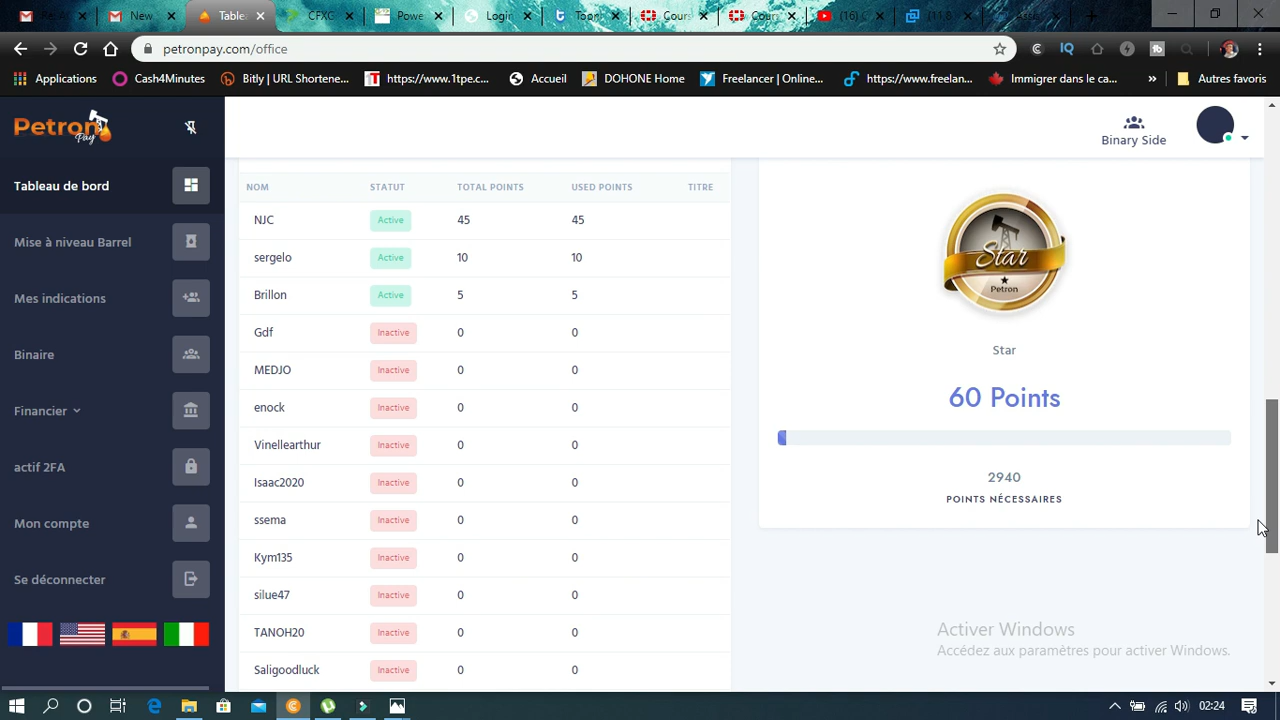 New
Table
CFXG
Powe
Login
Cours
Cours
(16)
petronpay.com/office
Applications
Cash4Minutes
Bitly | URL Shortene...
https://www.1tpe.c...
Accueil
DOHONE Home
Freelancer | Online...
https://www.freelan...
Immigrer dans le ca...
»
Autres favoris
Petron
Pay
Binary Side
Tableau de bord
Mise à niveau Barrel
Mes indications
Binaire
Financier
actif 2FA
Mon compte
Se déconnecter
NOM STATUT TOTAL POINTS USED POINTS TITRE
NJC Active 45 45
sergelo Active 10 10
Brillon Active 5 5
Gdf Inactive 0 0
MEDJO Inactive 0 0
enock Inactive 0 0
Vinellearthur Inactive 0 0
Isaac2020 Inactive 0 0
ssema Inactive 0 0
Kym135 Inactive 0 0
silue47 Inactive 0 0
TANOH20 Inactive 0 0
Saligoodluck Inactive 0 0
Star
Petron
Star
60 Points
2940
POINTS NÉCESSAIRES
Activer Windows
Accédez aux paramètres pour activer Windows.
02:24